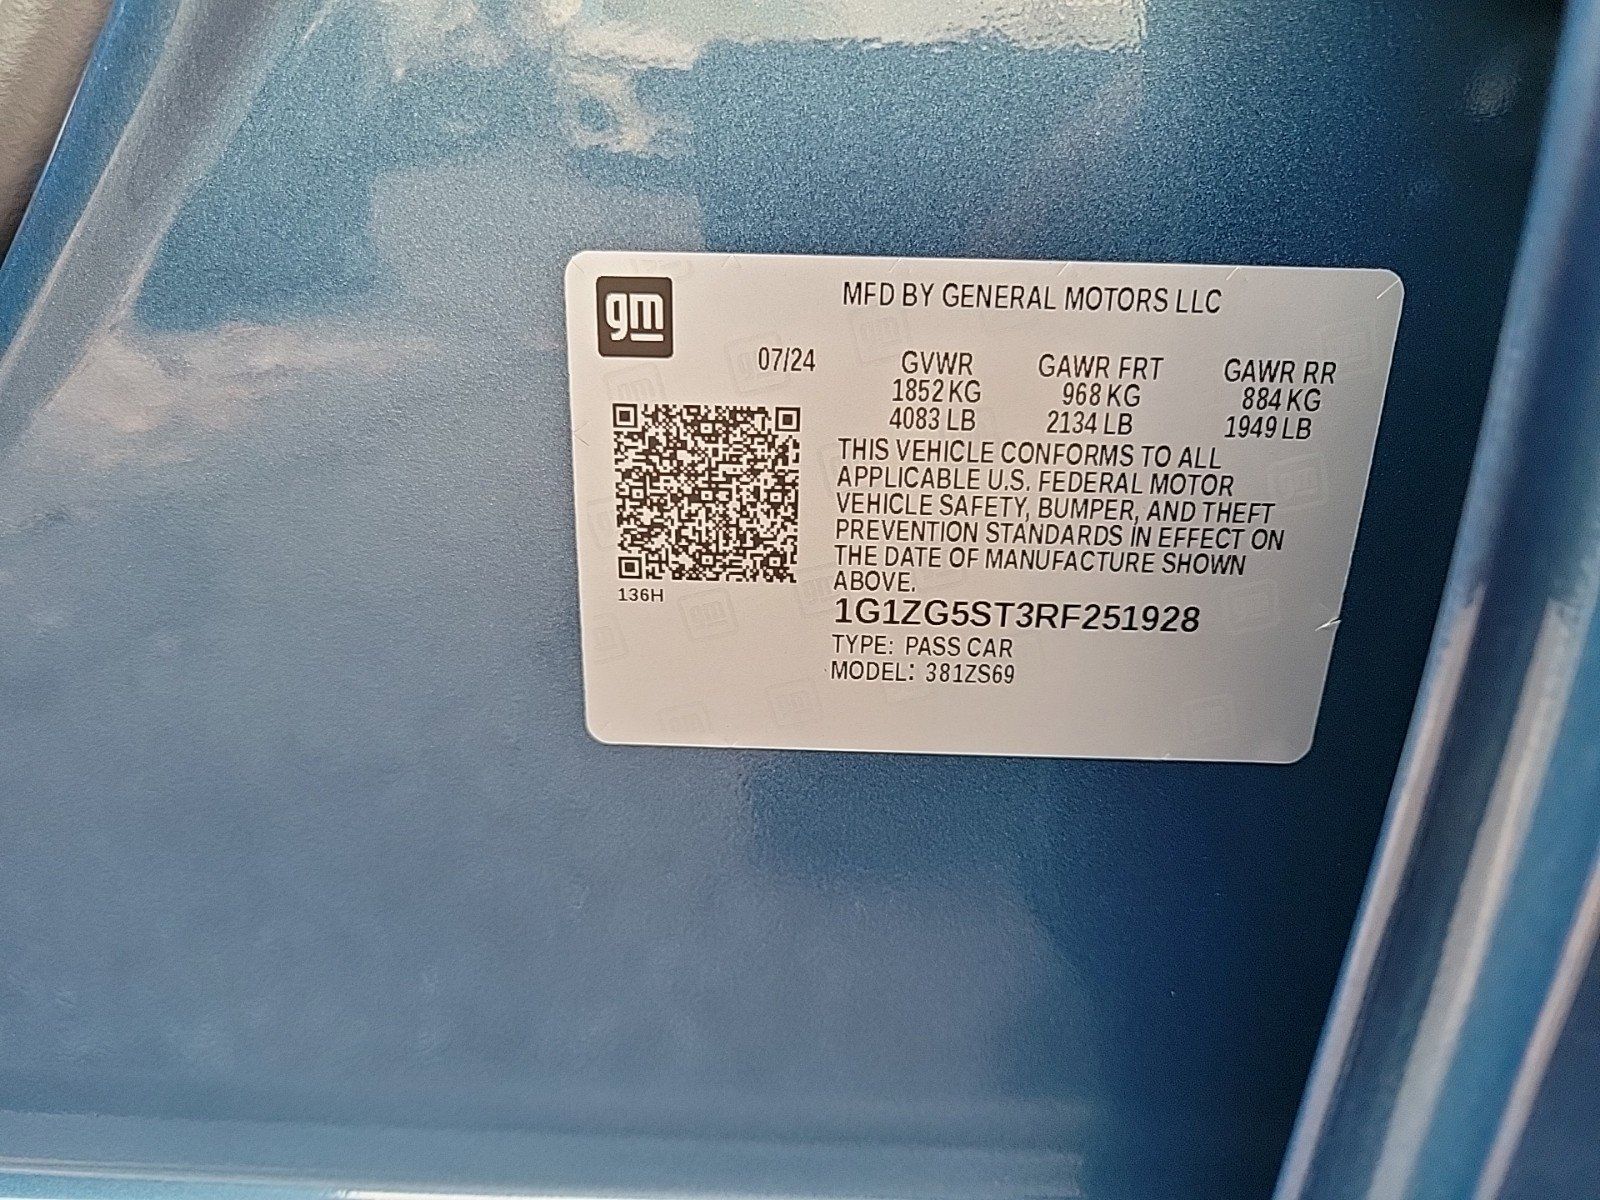 gm
MFD BY GENERAL MOTORS LLC
07/24 GVWR GAWR FRT GAWR RR
1852 KG 968 KG 884 KG
4083 LB 2134 LB 1949 LB
THIS VEHICLE CONFORMS TO ALL
APPLICABLE U.S. FEDERAL MOTOR
VEHICLE SAFETY, BUMPER, AND THEFT
PREVENTION STANDARDS IN EFFECT ON
THE DATE OF MANUFACTURE SHOWN
ABOVE.
136H
1G1ZG5ST3RF251928
TYPE: PASS CAR
MODEL: 381ZS69